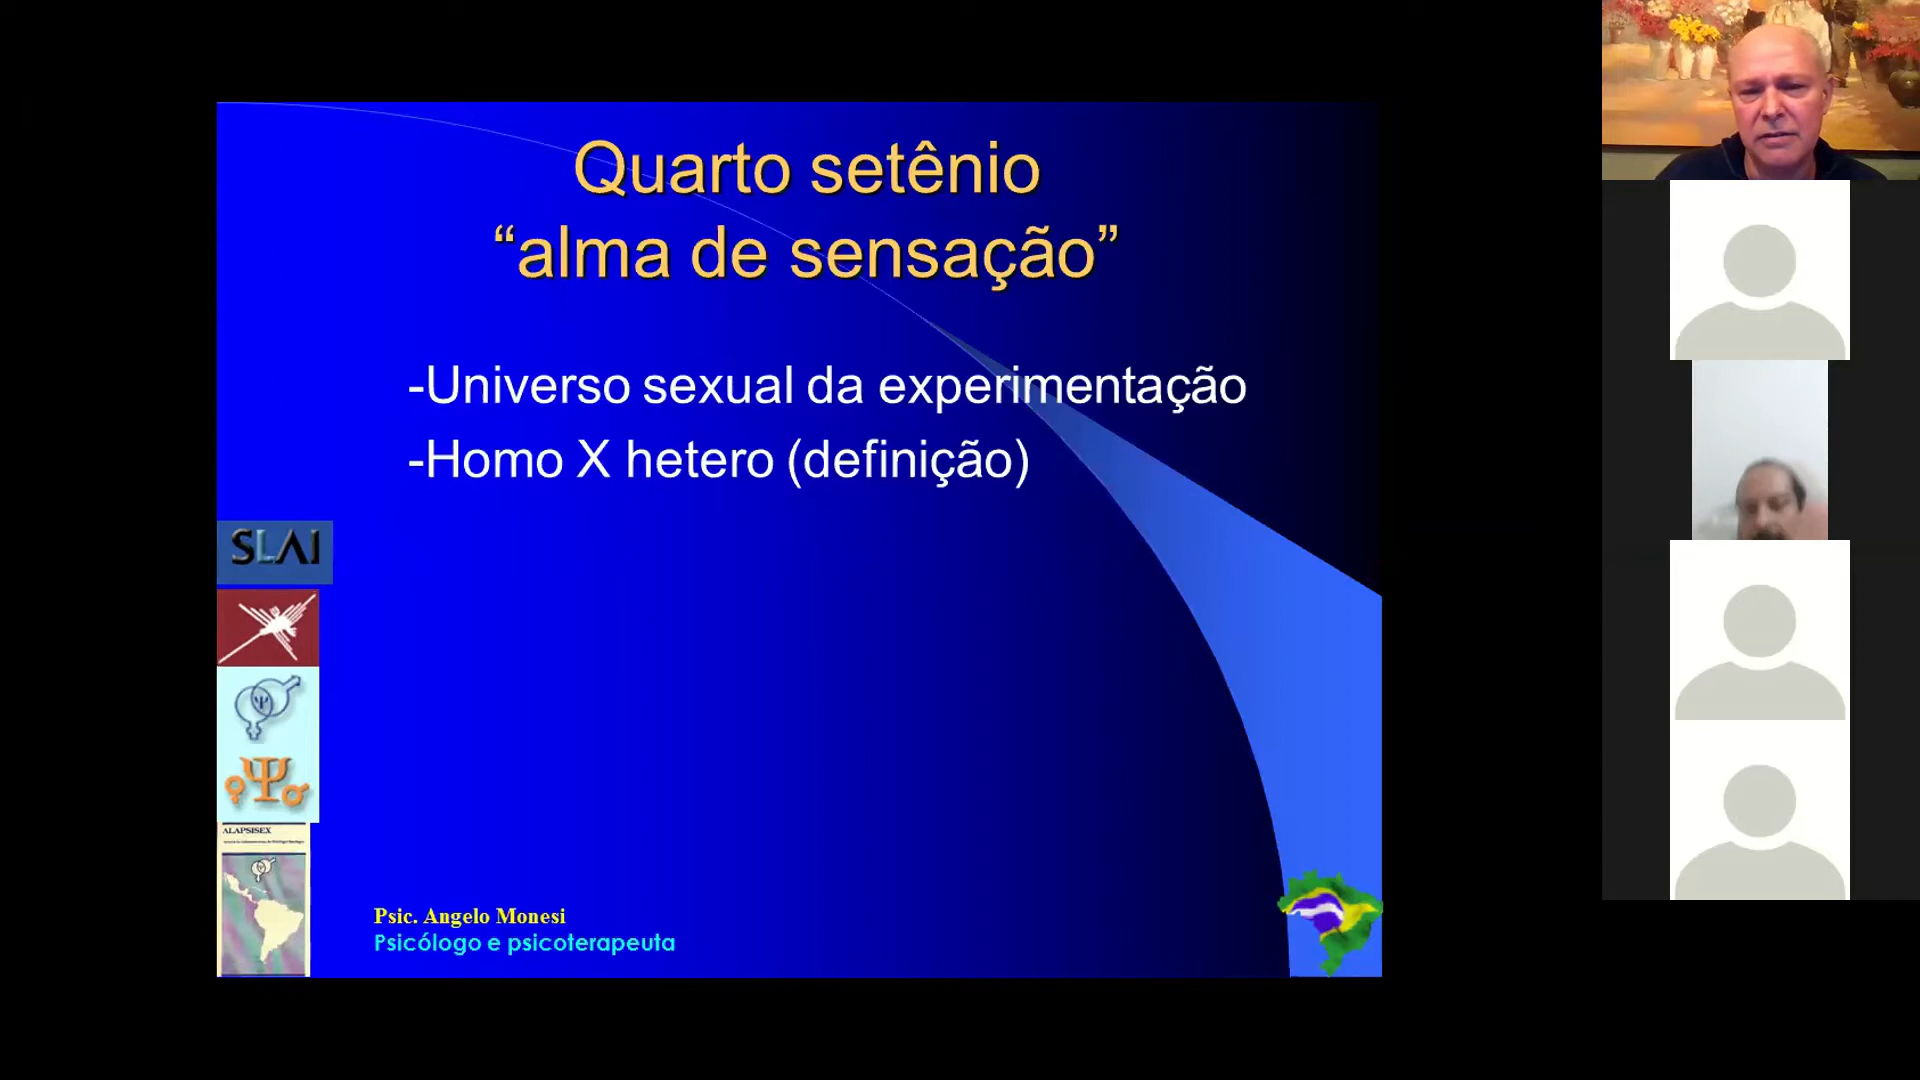 Quarto setênio
“alma de sensação”
-Universo sexual da experimentação
-Homo X hetero (definição)
SLAI
ALAPSISEX
Psic. Angelo Monesi
Psicólogo e psicoterapeuta